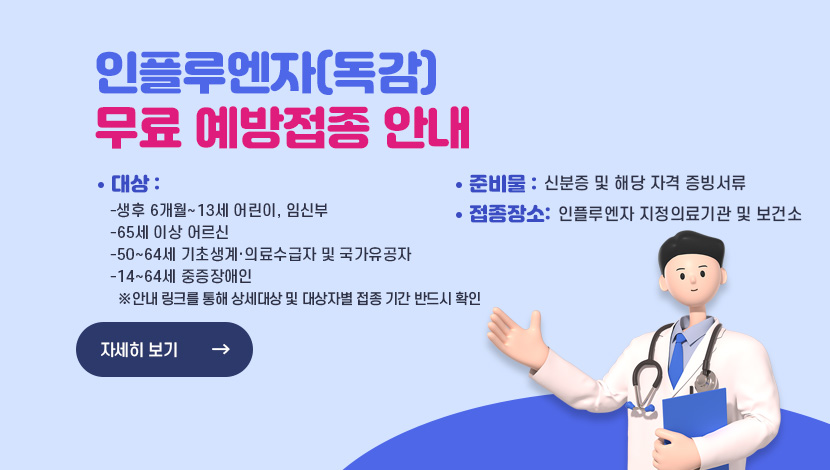 인플루엔자(독감)
무료 예방접종 안내
• 대상 :
-생후 6개월~13세 어린이, 임신부
-65세 이상 어르신
-50~64세 기초생계·의료수급자 및 국가유공자
-14~64세 중증장애인
※안내 링크를 통해 상세대상 및 대상자별 접종 기간 반드시 확인
• 준비물 : 신분증 및 해당 자격 증빙서류
• 접종장소: 인플루엔자 지정의료기관 및 보건소
자세히 보기 →